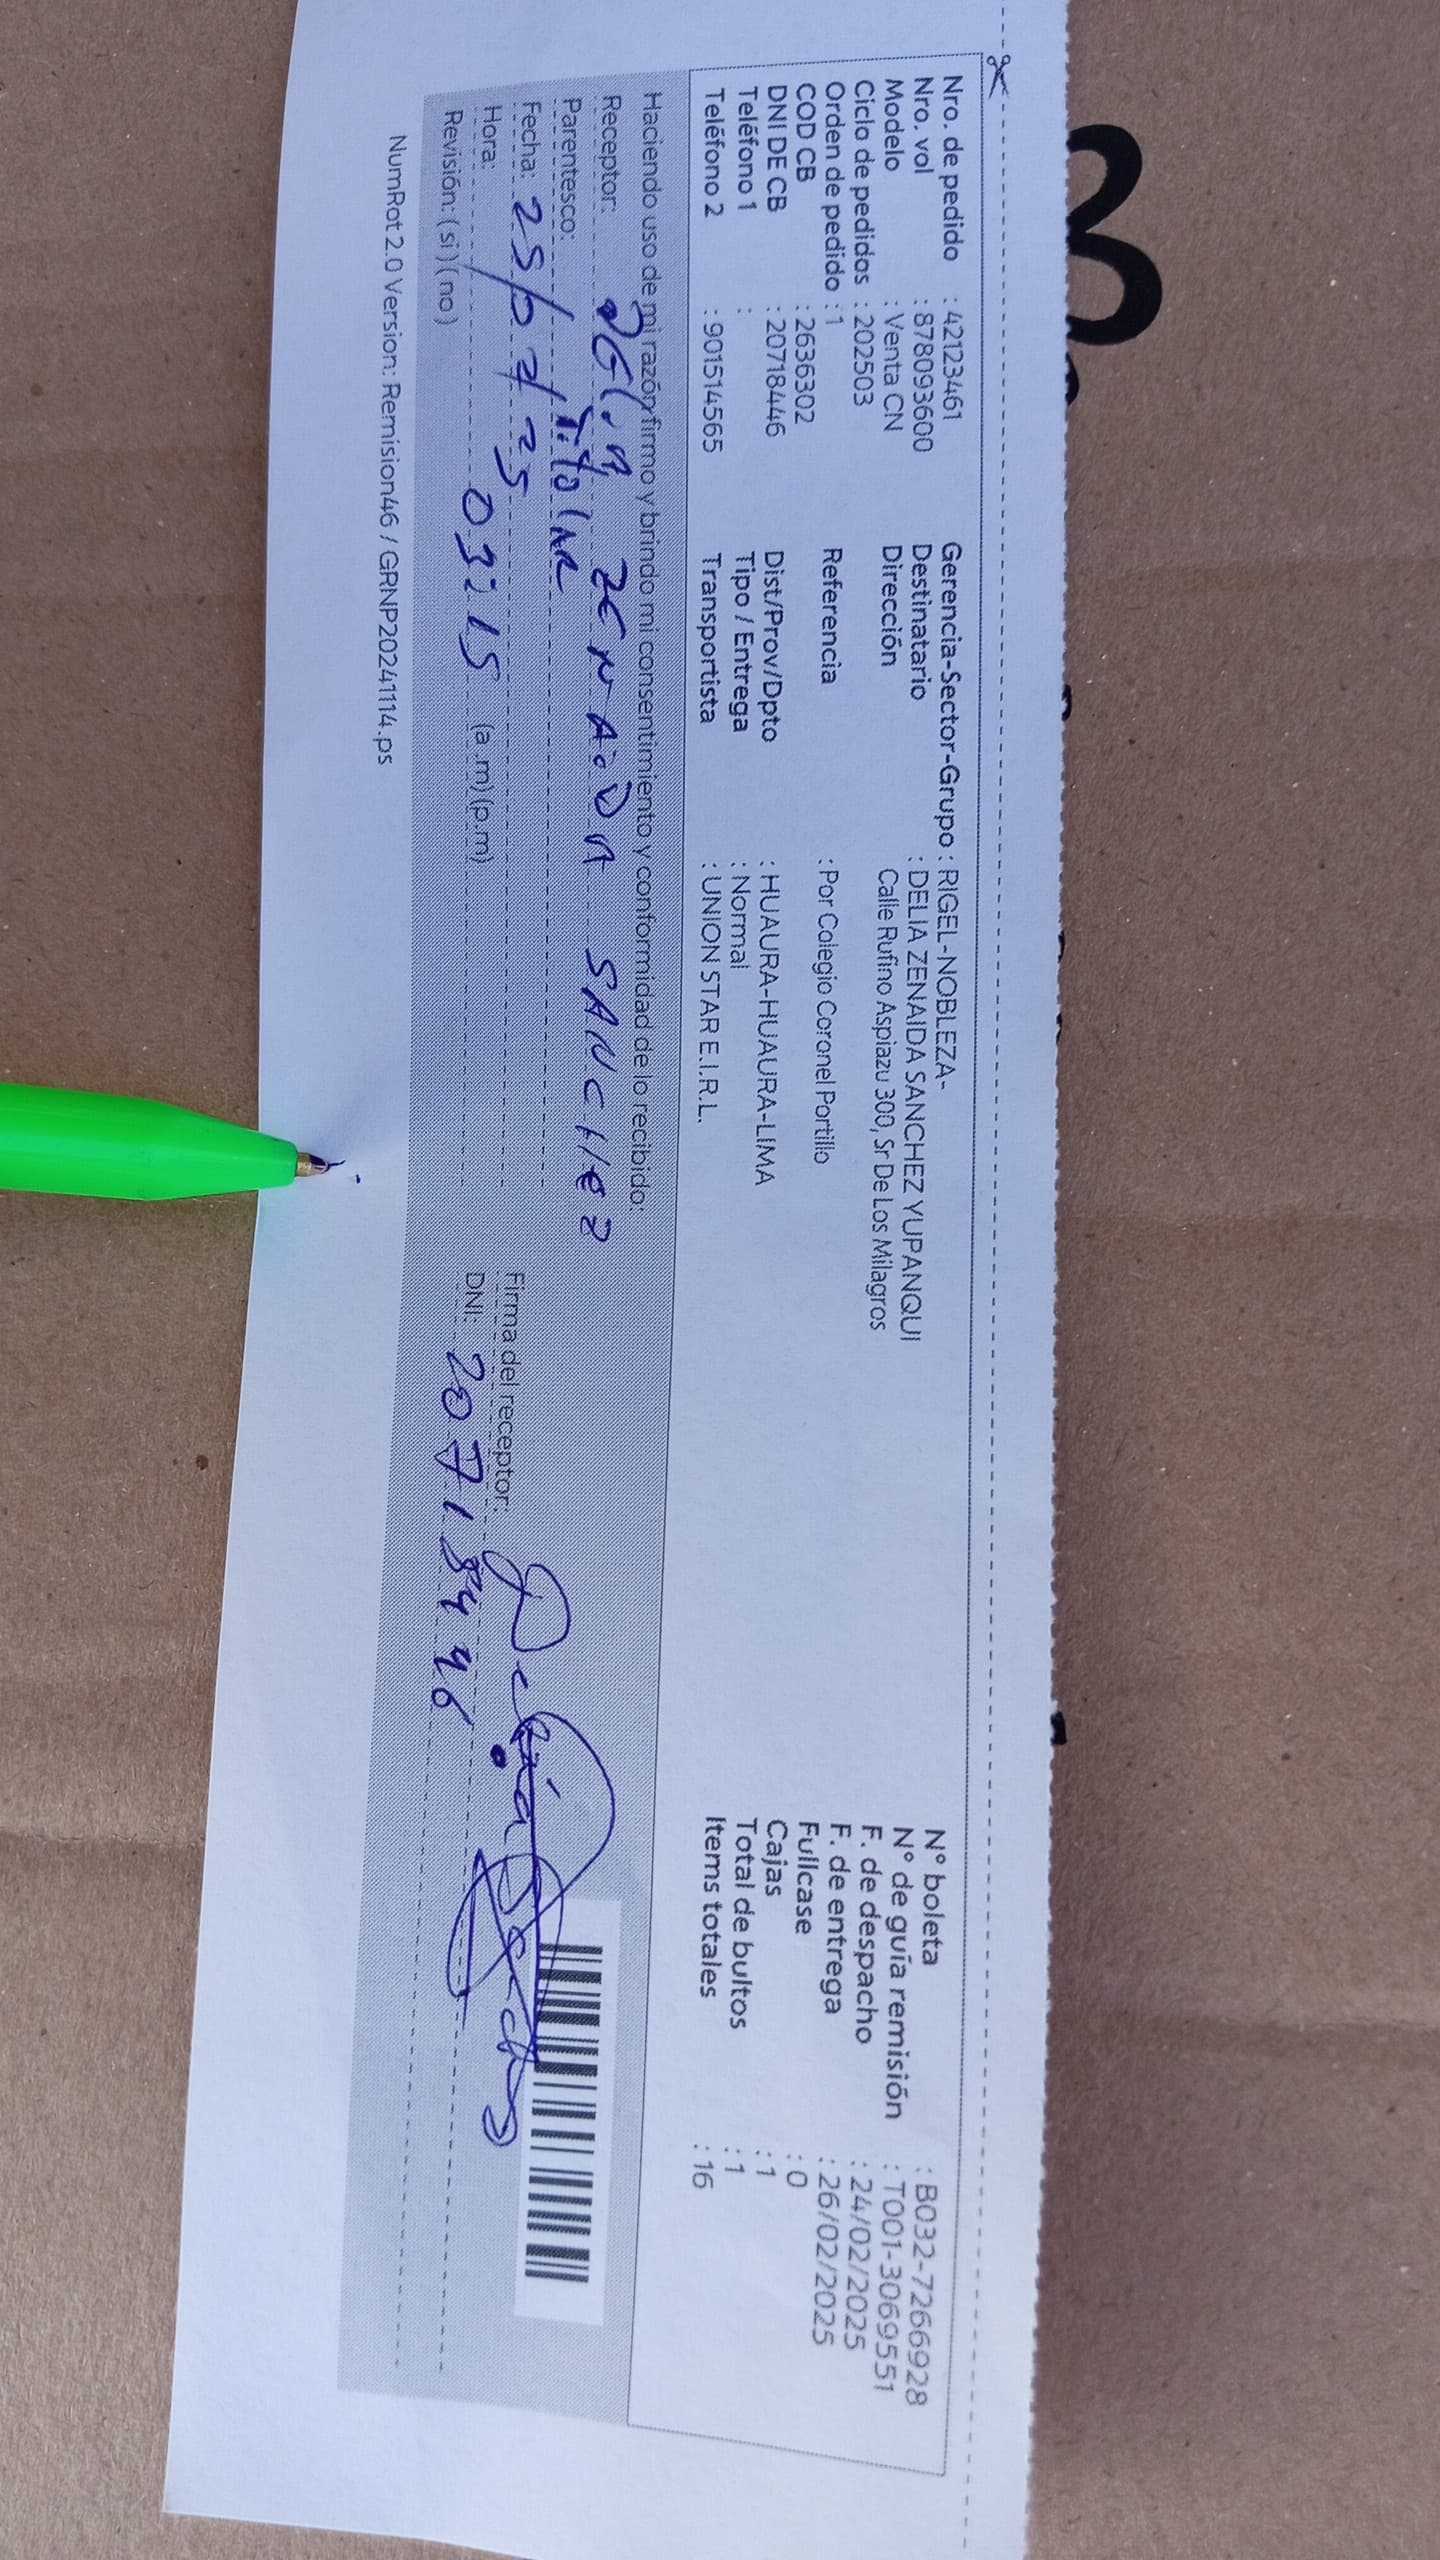 Nro. de pedido : 42123461
Nro. vol : 878093600
Modelo : Venta CN
Ciclo de pedidos : 202503
Orden de pedido : 1
COD CB : 2636302
DNI DE CB : 20718446
Teléfono 1 :
Teléfono 2 : 901514565
Gerencia-Sector-Grupo : RIGEL-NOBLEZA-
Destinatario : DELIA ZENAIDA SANCHEZ YUPANQUI
Dirección Calle Rufino Aspiazu 300, Sr De Los Milagros
Referencia : Por Colegio Coronel Portillo
Dist/Prov/Dpto : HUAURA-HUAURA-LIMA
Tipo / Entrega : Normal
Transportista : UNION STAR E.I.R.L.
N° boleta : B032-7266928
N° de guía remisión : T001-3069551
F. de despacho : 24/02/2025
F. de entrega : 26/02/2025
Fullcase : 0
Cajas : 1
Total de bultos : 1
Items totales : 16
Haciendo uso de mi razón firmo y brindo mi consentimiento y conformidad de lo recibido:
Receptor: DElia ZENAIDA SANCHEZ
Parentesco: Titular
Fecha: 25/02/25
Hora: 03:15 (a.m) (p.m)
Revisión: ( si ) ( no )
Firma del receptor:
DNI: 20718446
NumRot 2.0 Version: Remision46 / GRNP20241114.ps